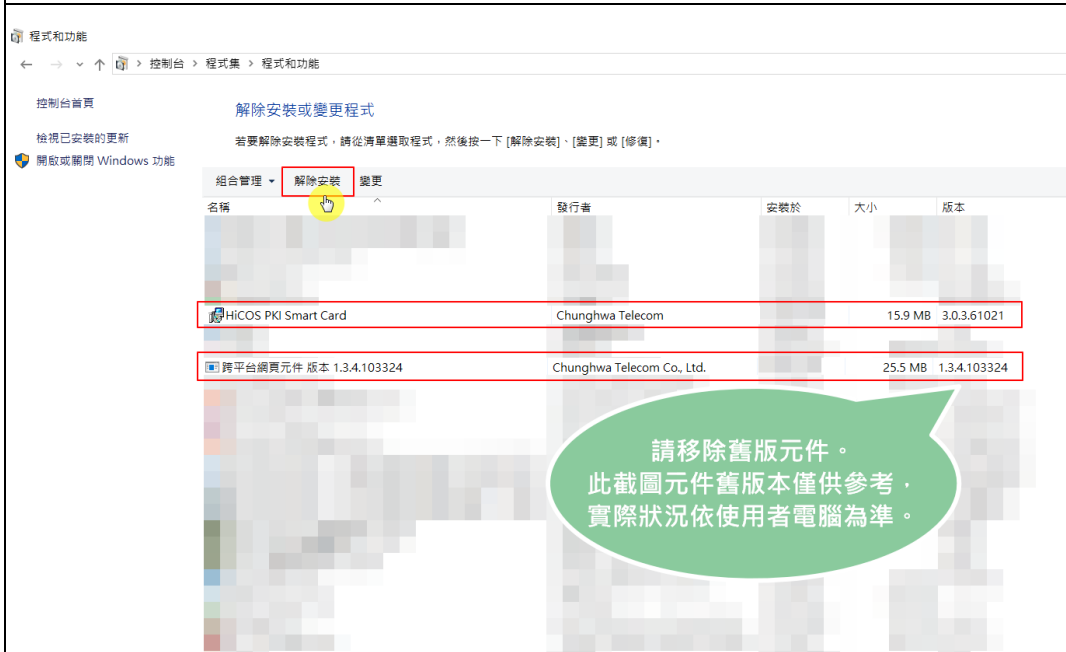 程式和功能
控制台 > 程式集 > 程式和功能
控制台首頁
檢視已安裝的更新
開啟或關閉 Windows 功能
解除安裝或變更程式
若要解除安裝程式，請從清單選取程式，然後按一下 [解除安裝]、[變更] 或 [修復]。
組合管理 解除安裝 變更
名稱 發行者 安裝於 大小 版本
HiCOS PKI Smart Card Chunghwa Telecom 15.9 MB 3.0.3.61021
跨平台網頁元件 版本 1.3.4.103324 Chunghwa Telecom Co., Ltd. 25.5 MB 1.3.4.103324
請移除舊版元件。
此截圖元件舊版本僅供參考，
實際狀況依使用者電腦為準。